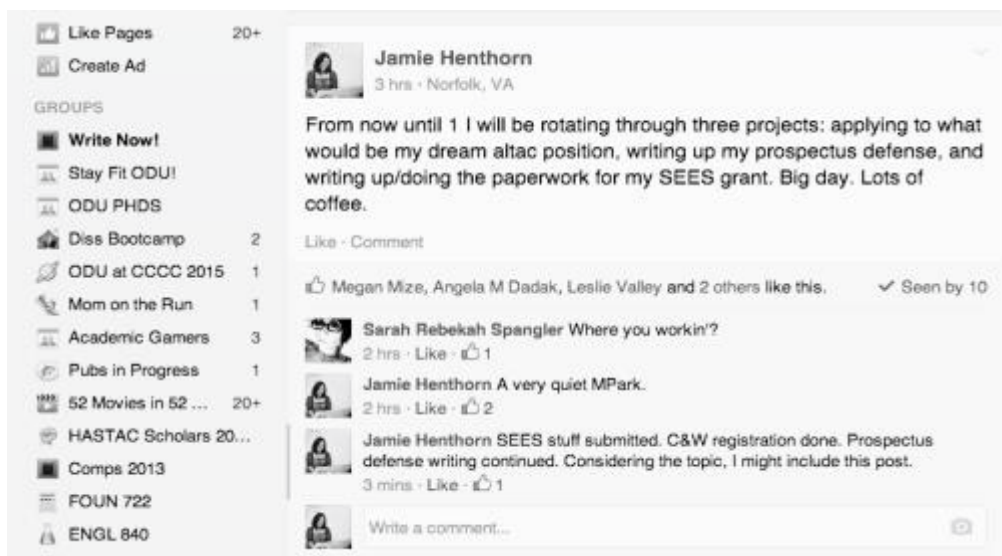 Like Pages 20+
Create Ad
GROUPS
Write Now!
Stay Fit ODU!
ODU PHDS
Diss Bootcamp 2
ODU at CCCC 2015 1
Mom on the Run 1
Academic Gamers 3
Pubs in Progress 1
52 Movies in 52 ... 20+
HASTAC Scholars 20...
Comps 2013
FOUN 722
ENGL 840
Jamie Henthorn
3 hrs · Norfolk, VA
From now until 1 I will be rotating through three projects: applying to what
would be my dream altac position, writing up my prospectus defense, and
writing up/doing the paperwork for my SEES grant. Big day. Lots of
coffee.
Like · Comment
Megan Mize, Angela M Dadak, Leslie Valley and 2 others like this. Seen by 10
Sarah Rebekah Spangler Where you workin'?
2 hrs · Like · 1
Jamie Henthorn A very quiet MPark.
2 hrs · Like · 2
Jamie Henthorn SEES stuff submitted. C&W registration done. Prospectus
defense writing continued. Considering the topic, I might include this post.
3 mins · Like · 1
Write a comment...